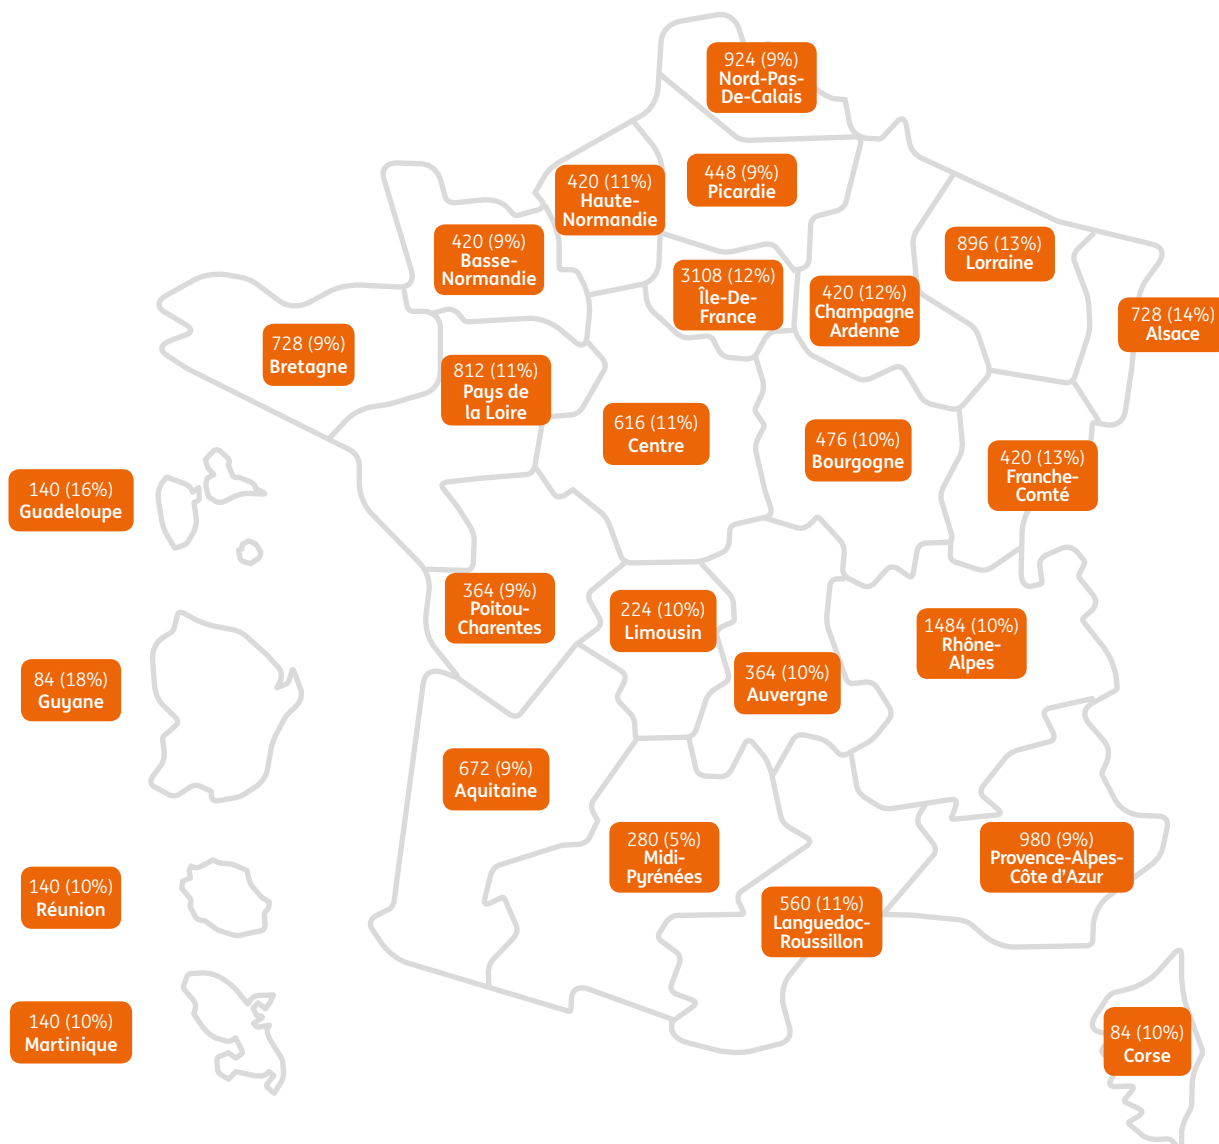 924 (9%)
Nord-Pas-
De-Calais
448 (9%)
Picardie
420 (11%)
Haute-
Normandie
420 (9%)
Basse-
Normandie
896 (13%)
Lorraine
3108 (12%)
Île-De-
France
420 (12%)
Champagne
Ardenne
728 (14%)
Alsace
728 (9%)
Bretagne
812 (11%)
Pays de
la Loire
616 (11%)
Centre
476 (10%)
Bourgogne
420 (13%)
Franche-
Comté
140 (16%)
Guadeloupe
364 (9%)
Poitou-
Charentes
224 (10%)
Limousin
1484 (10%)
Rhône-
Alpes
84 (18%)
Guyane
364 (10%)
Auvergne
672 (9%)
Aquitaine
280 (5%)
Midi-
Pyrénées
980 (9%)
Provence-Alpes-
Côte d'Azur
140 (10%)
Réunion
560 (11%)
Languedoc-
Roussillon
140 (10%)
Martinique
84 (10%)
Corse